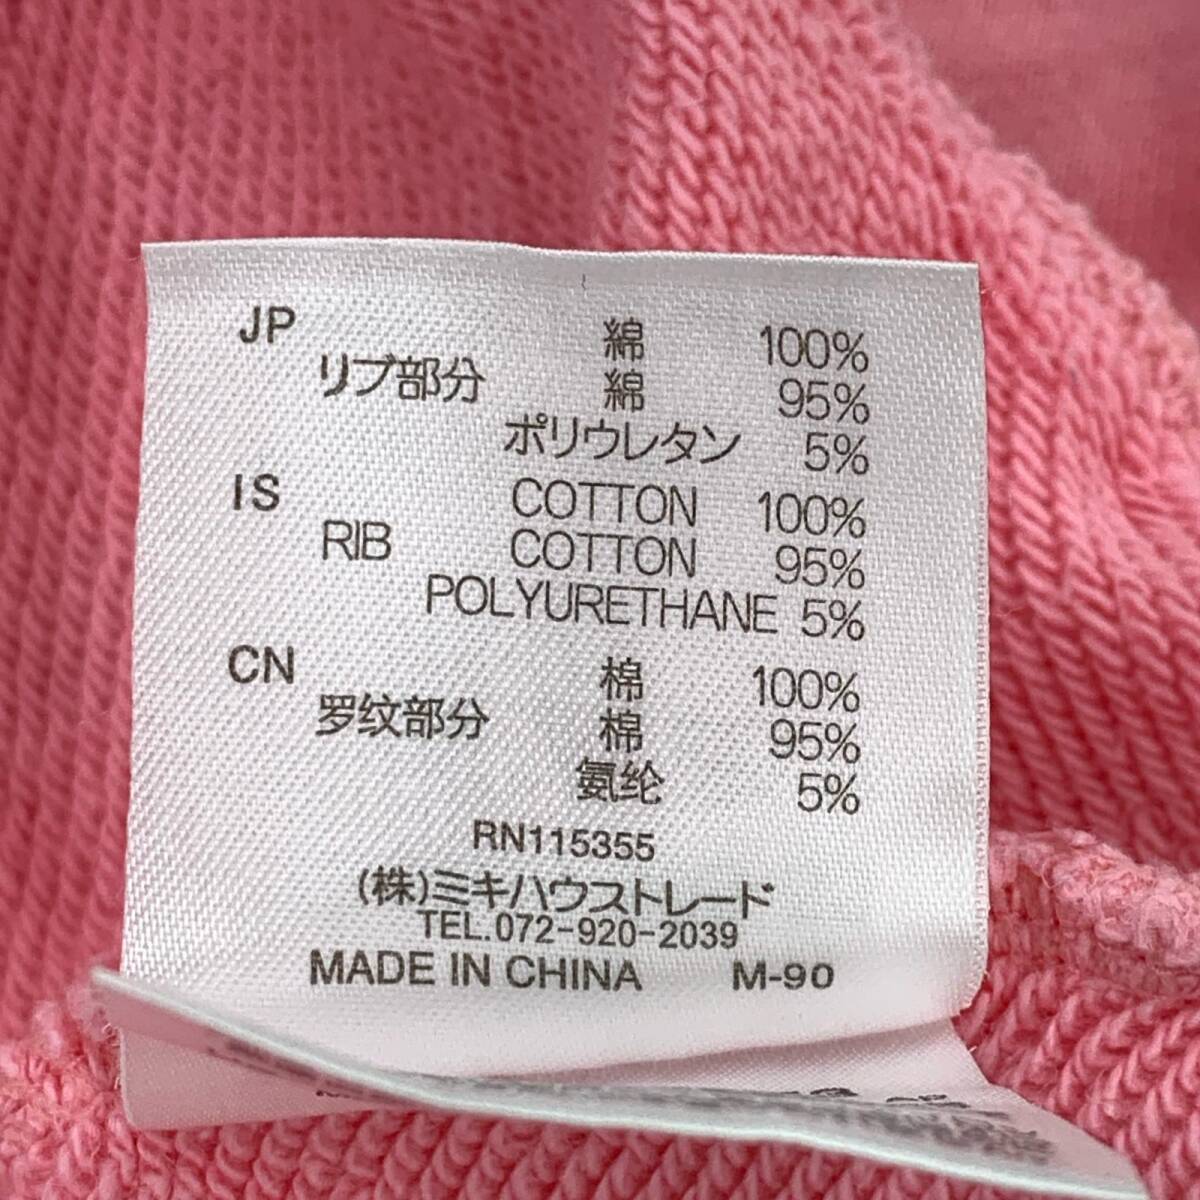 JP 綿 100%
リブ部分 綿 95%
ポリウレタン 5%
IS COTTON 100%
RIB COTTON 95%
POLYURETHANE 5%
CN 棉 100%
罗纹部分 棉 95%
氨纶 5%
RN115355
(株)ミキハウストレード
TEL.072-920-2039
MADE IN CHINA M-90